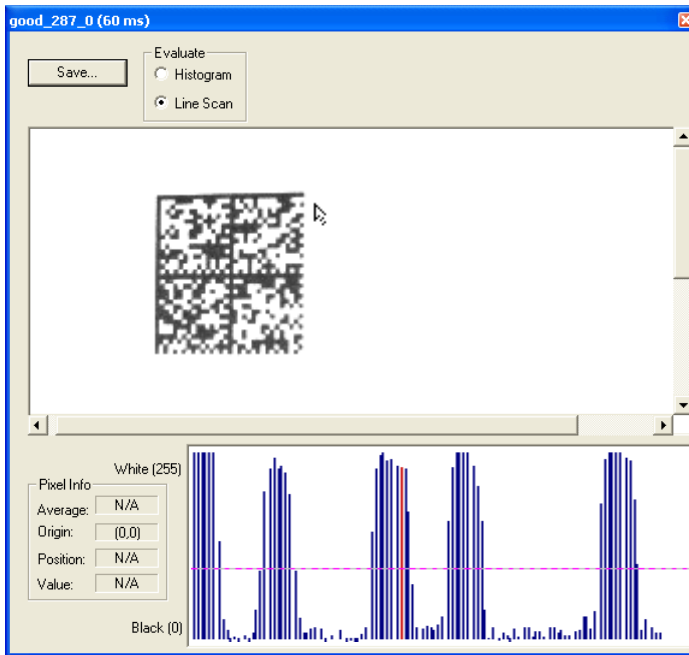 good_287_0 (60 ms)
Save...
Evaluate
Histogram
Line Scan
White (255)
Pixel Info
Average: N/A
Origin: (0,0)
Position: N/A
Value: N/A
Black (0)